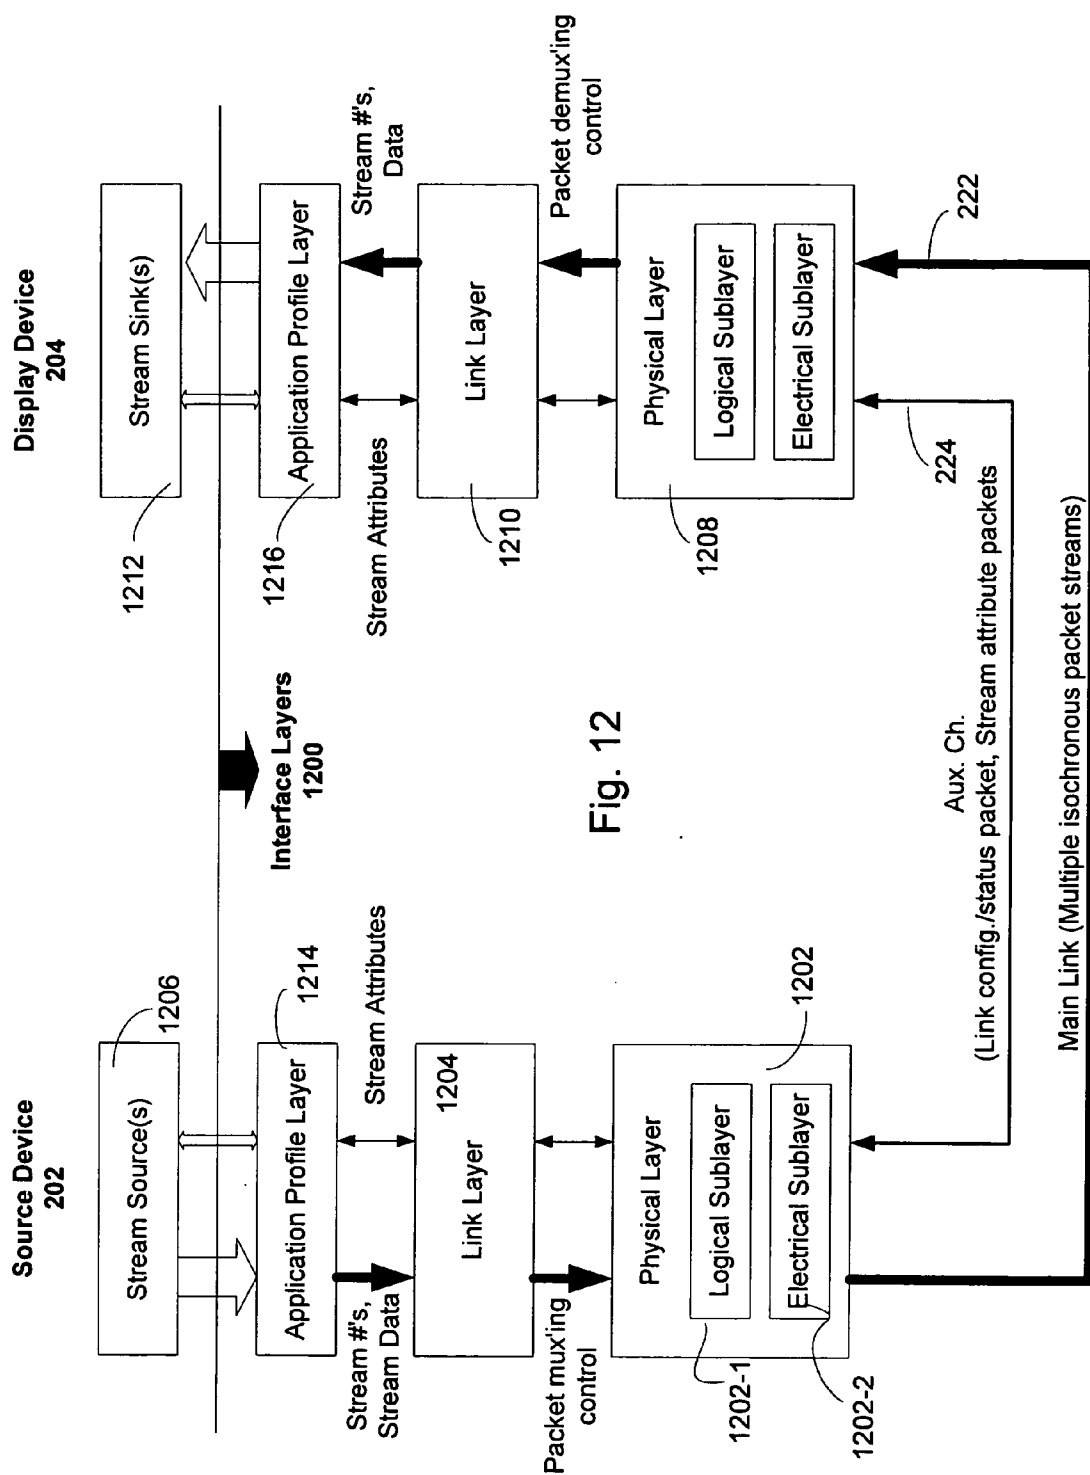 Source Device
202
Stream Source(s)
1206
Application Profile Layer
1214
Stream #'s,
Stream Data
Stream Attributes
Link Layer
1204
Packet mux'ing
control
Physical Layer
1202
Logical Sublayer
1202-1
Electrical Sublayer
1202-2
Interface Layers
1200
Fig. 12
Aux. Ch.
(Link config./status packet, Stream attribute packets
Main Link (Multiple isochronous packet streams)
Display Device
204
Stream Sink(s)
1212
Application Profile Layer
1216
Stream Attributes
Stream #'s,
Data
Link Layer
1210
Packet demux'ing
control
Physical Layer
1208
Logical Sublayer
Electrical Sublayer
224
222